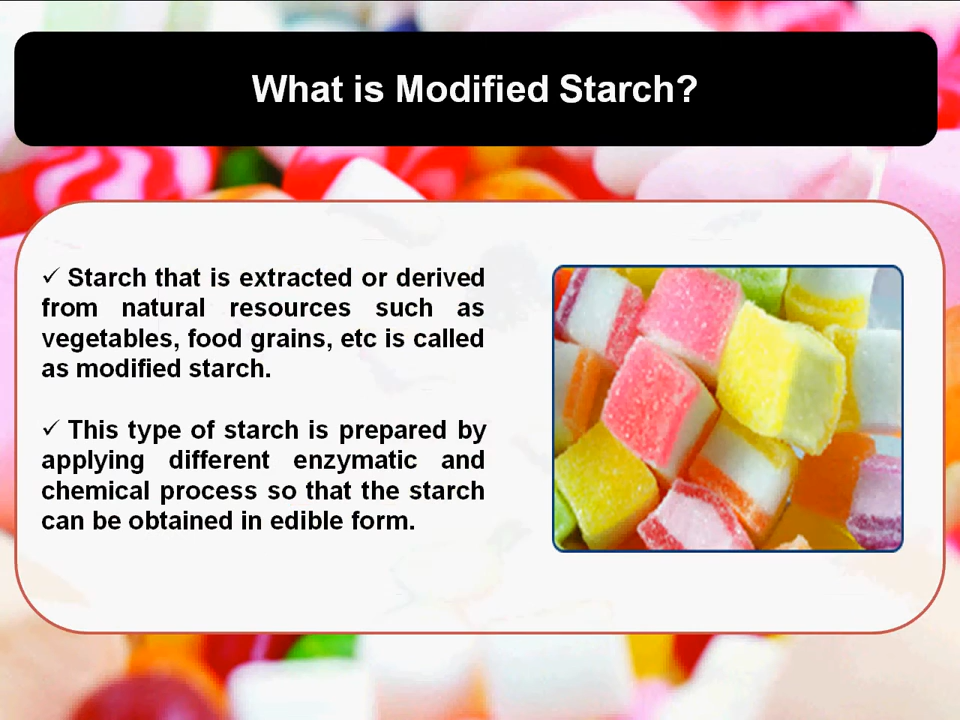 What is Modified Starch?
✓ Starch that is extracted or derived
from natural resources such as
vegetables, food grains, etc is called
as modified starch.
✓ This type of starch is prepared by
applying different enzymatic and
chemical process so that the starch
can be obtained in edible form.